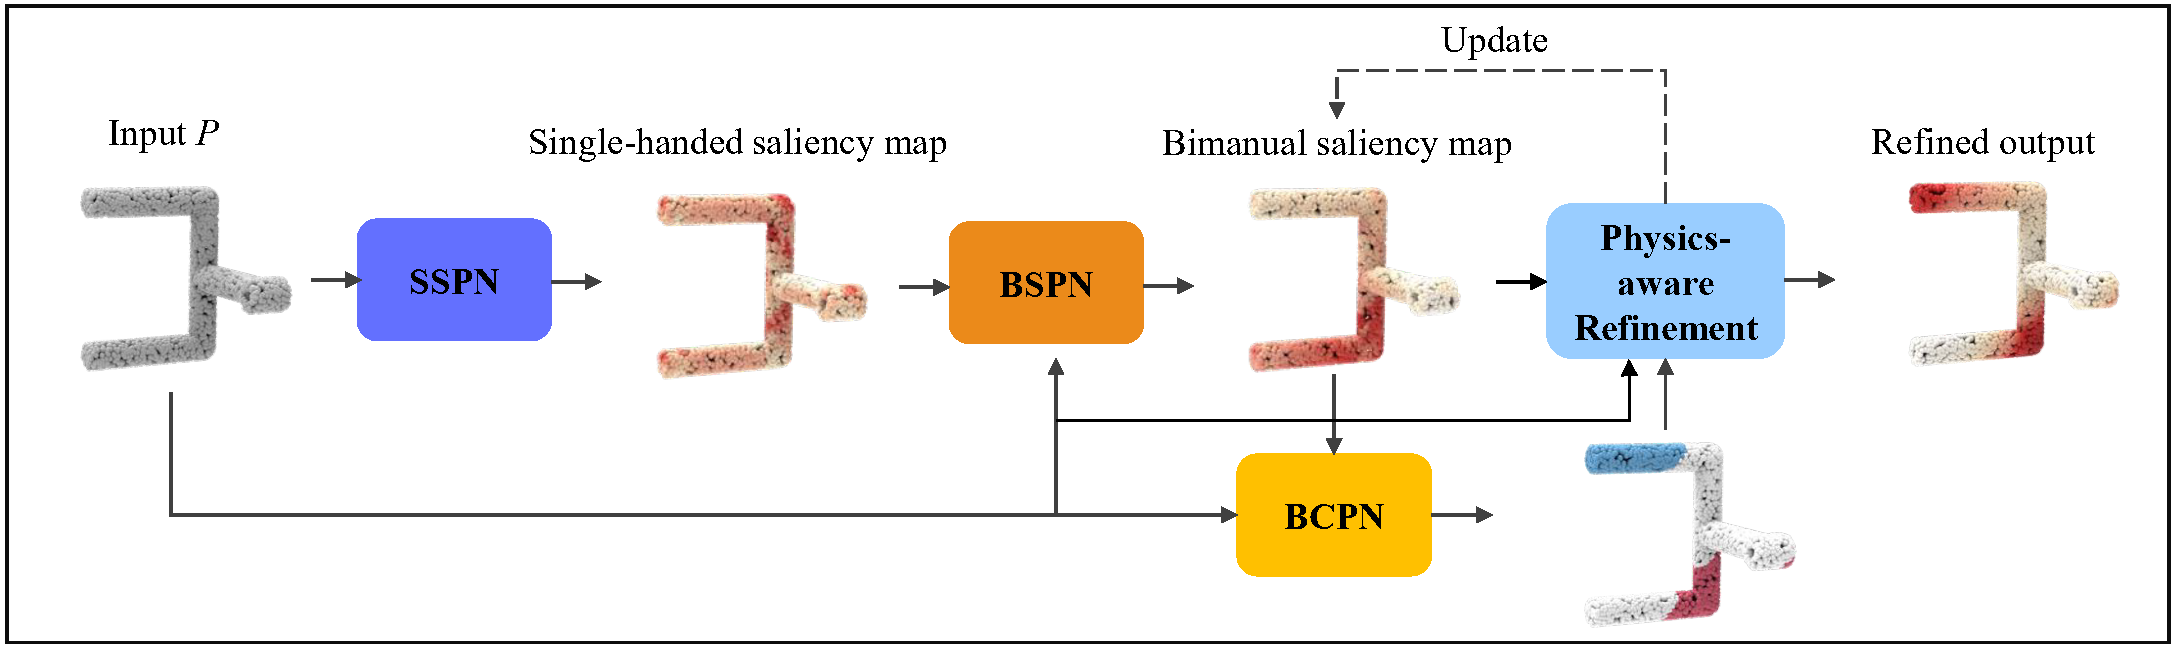 Update
Input P
Single-handed saliency map
Bimanual saliency map
Refined output
SSPN
BSPN
Physics-
aware
Refinement
BCPN